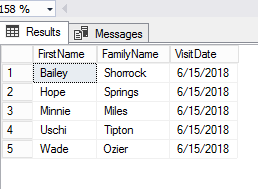 158 %
Results Messages
FirstName FamilyName VisitDate
1 Bailey Shorrock 6/15/2018
2 Hope Springs 6/15/2018
3 Minnie Miles 6/15/2018
4 Uschi Tipton 6/15/2018
5 Wade Ozier 6/15/2018